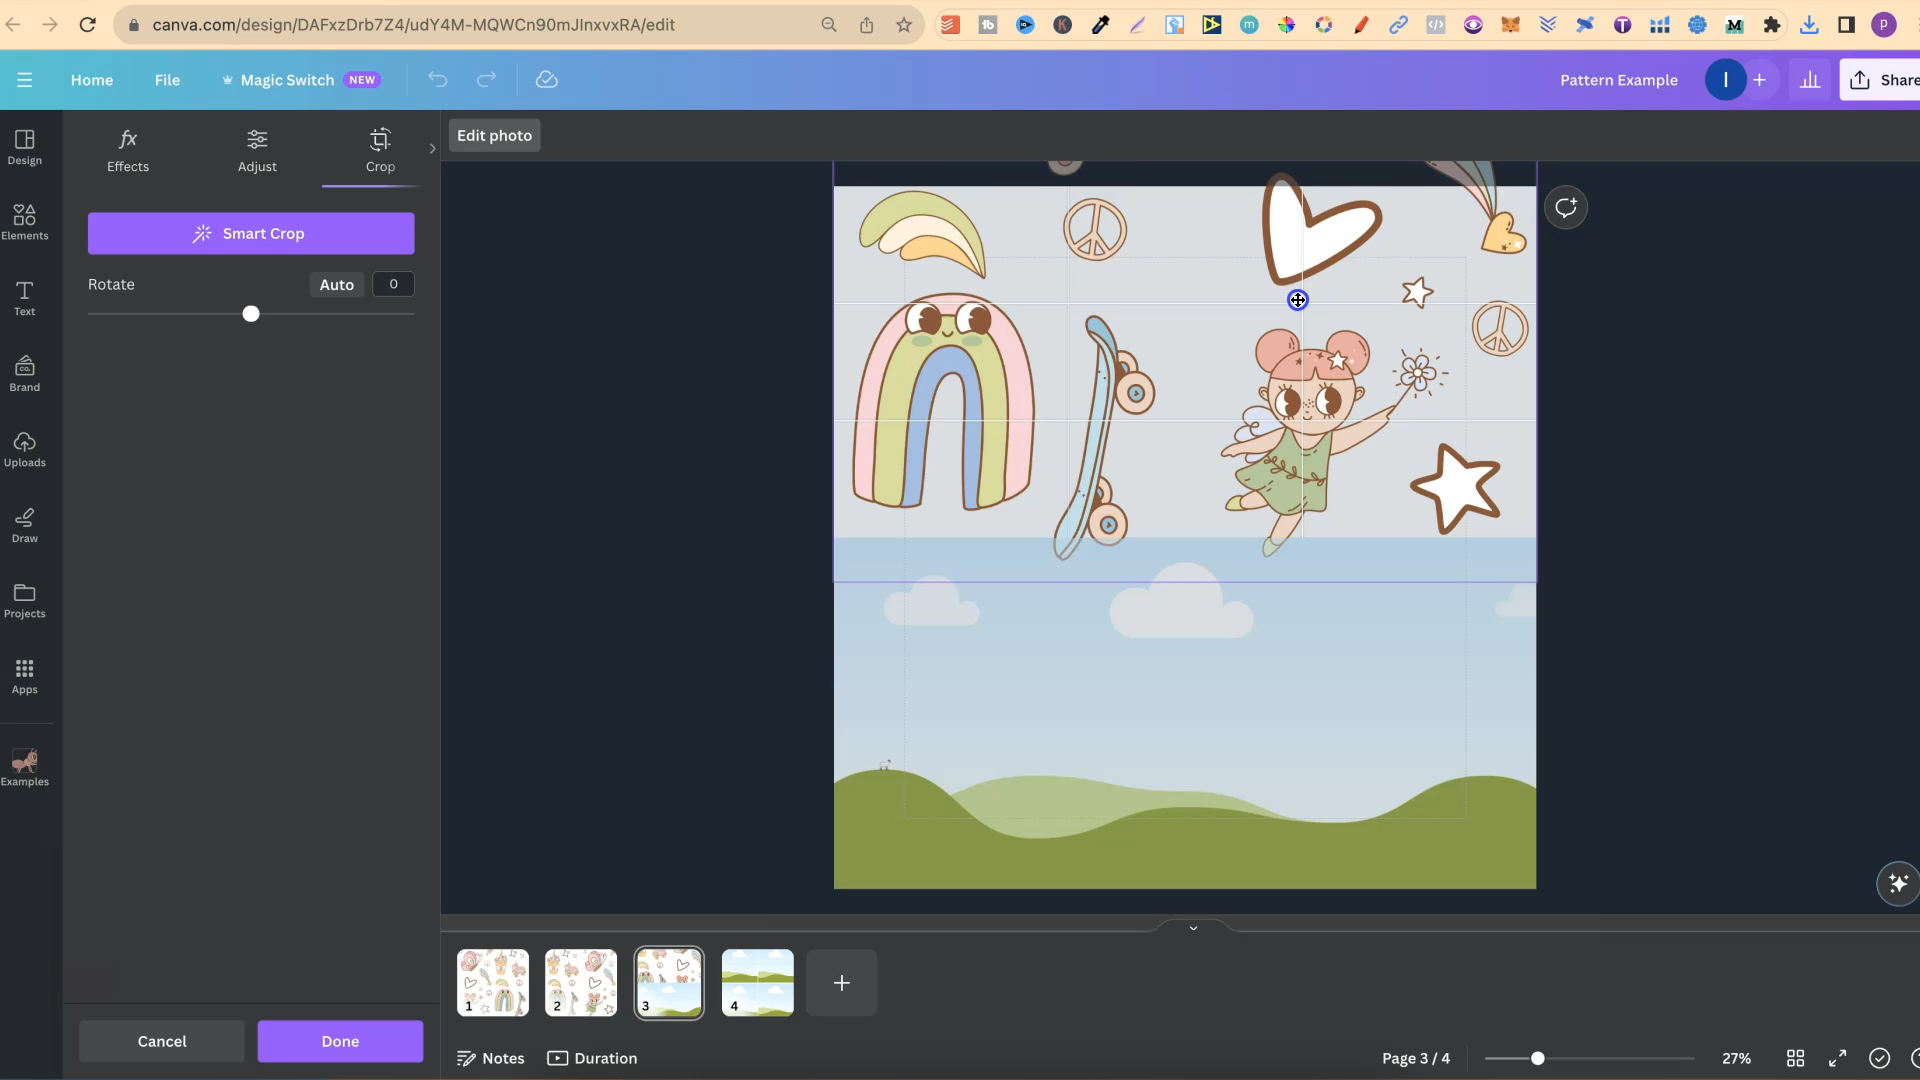 canva.com/design/DAFxzDrb7Z4/udY4M-MQWCn90mJInxvxRA/edit
Home
File
Magic Switch
NEW
Pattern Example
I
Share
Design
Elements
Text
Brand
Uploads
Draw
Projects
Apps
Examples
Effects
Adjust
Crop
Smart Crop
Rotate
Auto
0
Cancel
Done
Edit photo
1
2
3
4
Notes
Duration
Page 3 / 4
27%